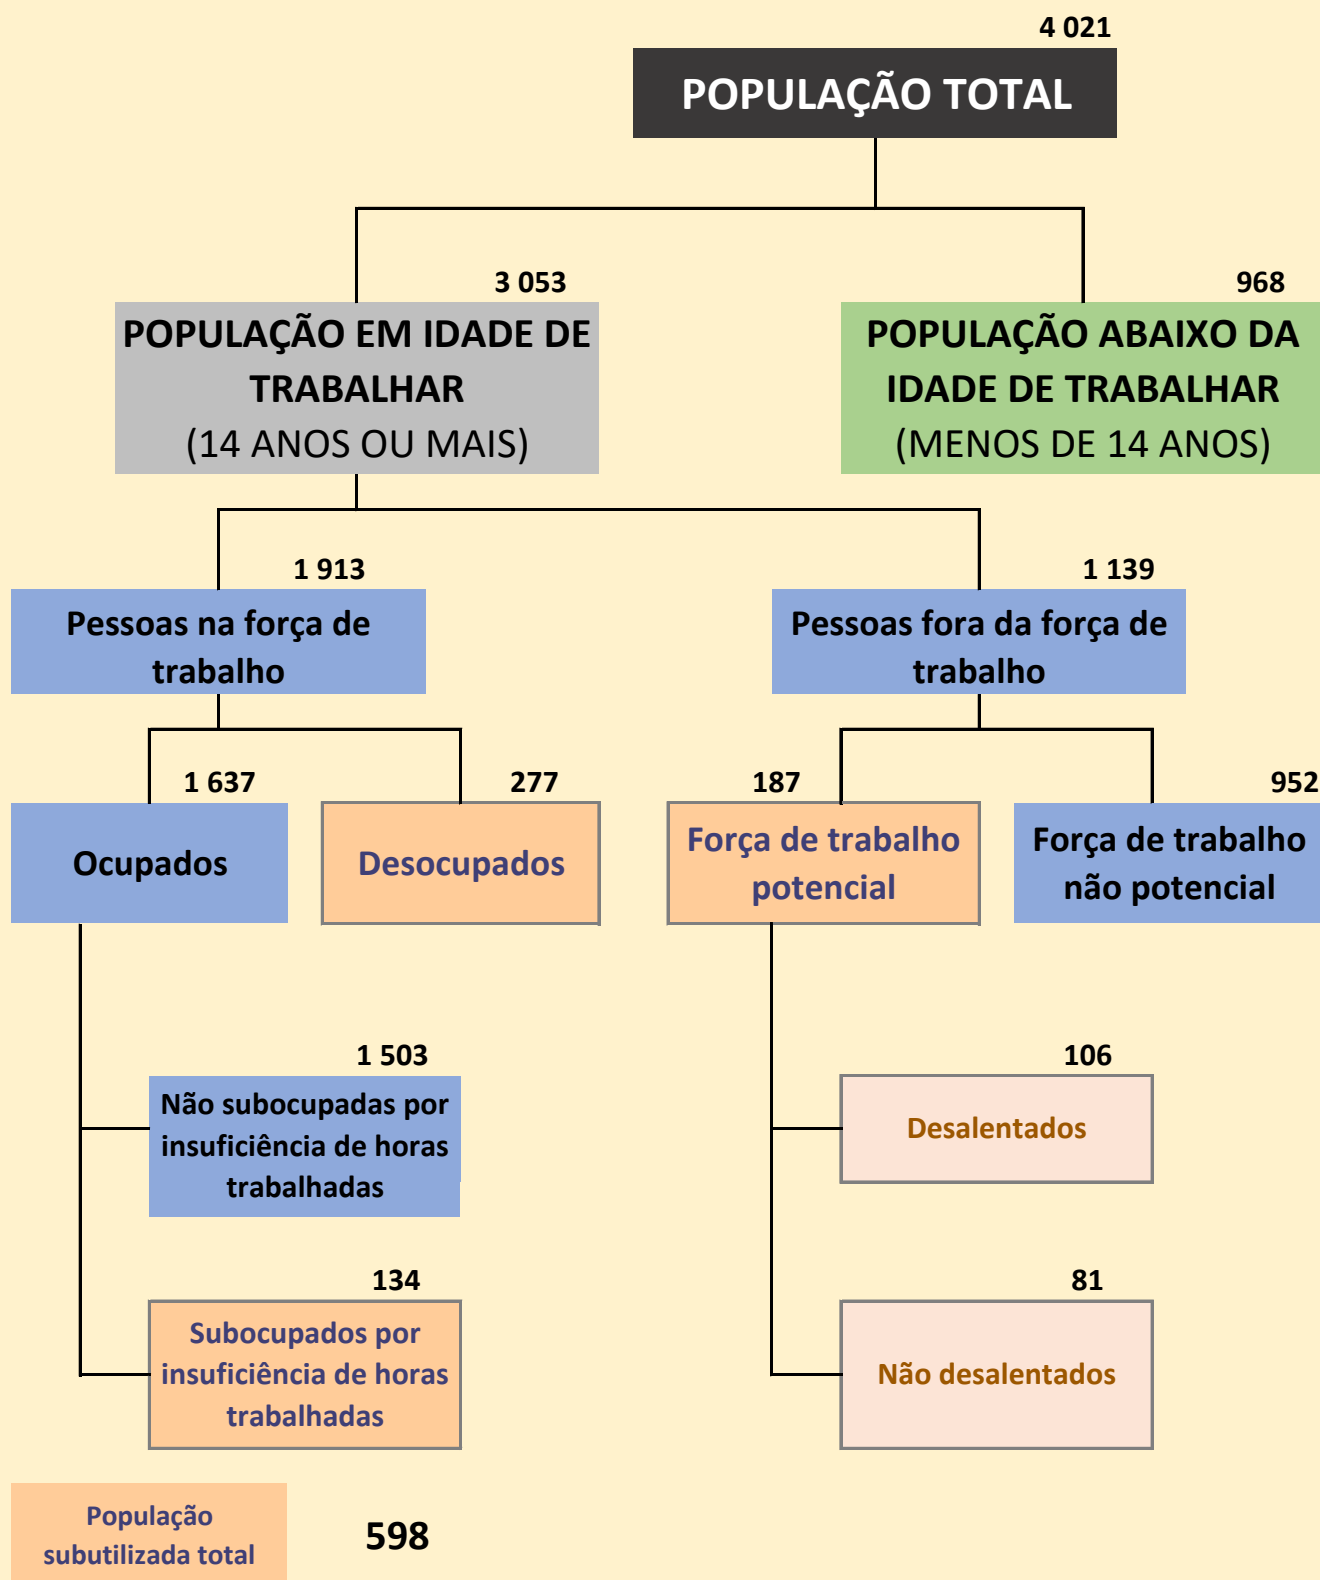 4 021
POPULAÇÃO TOTAL
3 053
POPULAÇÃO EM IDADE DE
TRABALHAR
(14 ANOS OU MAIS)
968
POPULAÇÃO ABAIXO DA
IDADE DE TRABALHAR
(MENOS DE 14 ANOS)
1 913
Pessoas na força de
trabalho
1 139
Pessoas fora da força de
trabalho
1 637
Ocupados
277
Desocupados
187
Força de trabalho
potencial
952
Força de trabalho
não potencial
1 503
Não subocupadas por
insuficiência de horas
trabalhadas
106
Desalentados
134
Subocupados por
insuficiência de horas
trabalhadas
81
Não desalentados
População
subutilizada total
598